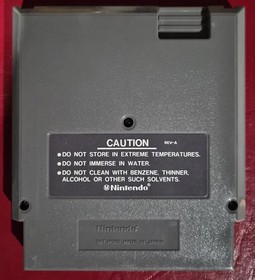 CAUTION REV-A
●DO NOT STORE IN EXTREME TEMPERATURES.
●DO NOT IMMERSE IN WATER.
●DO NOT CLEAN WITH BENZENE, THINNER,
ALCOHOL OR OTHER SUCH SOLVENTS.
Nintendo®
Nintendo